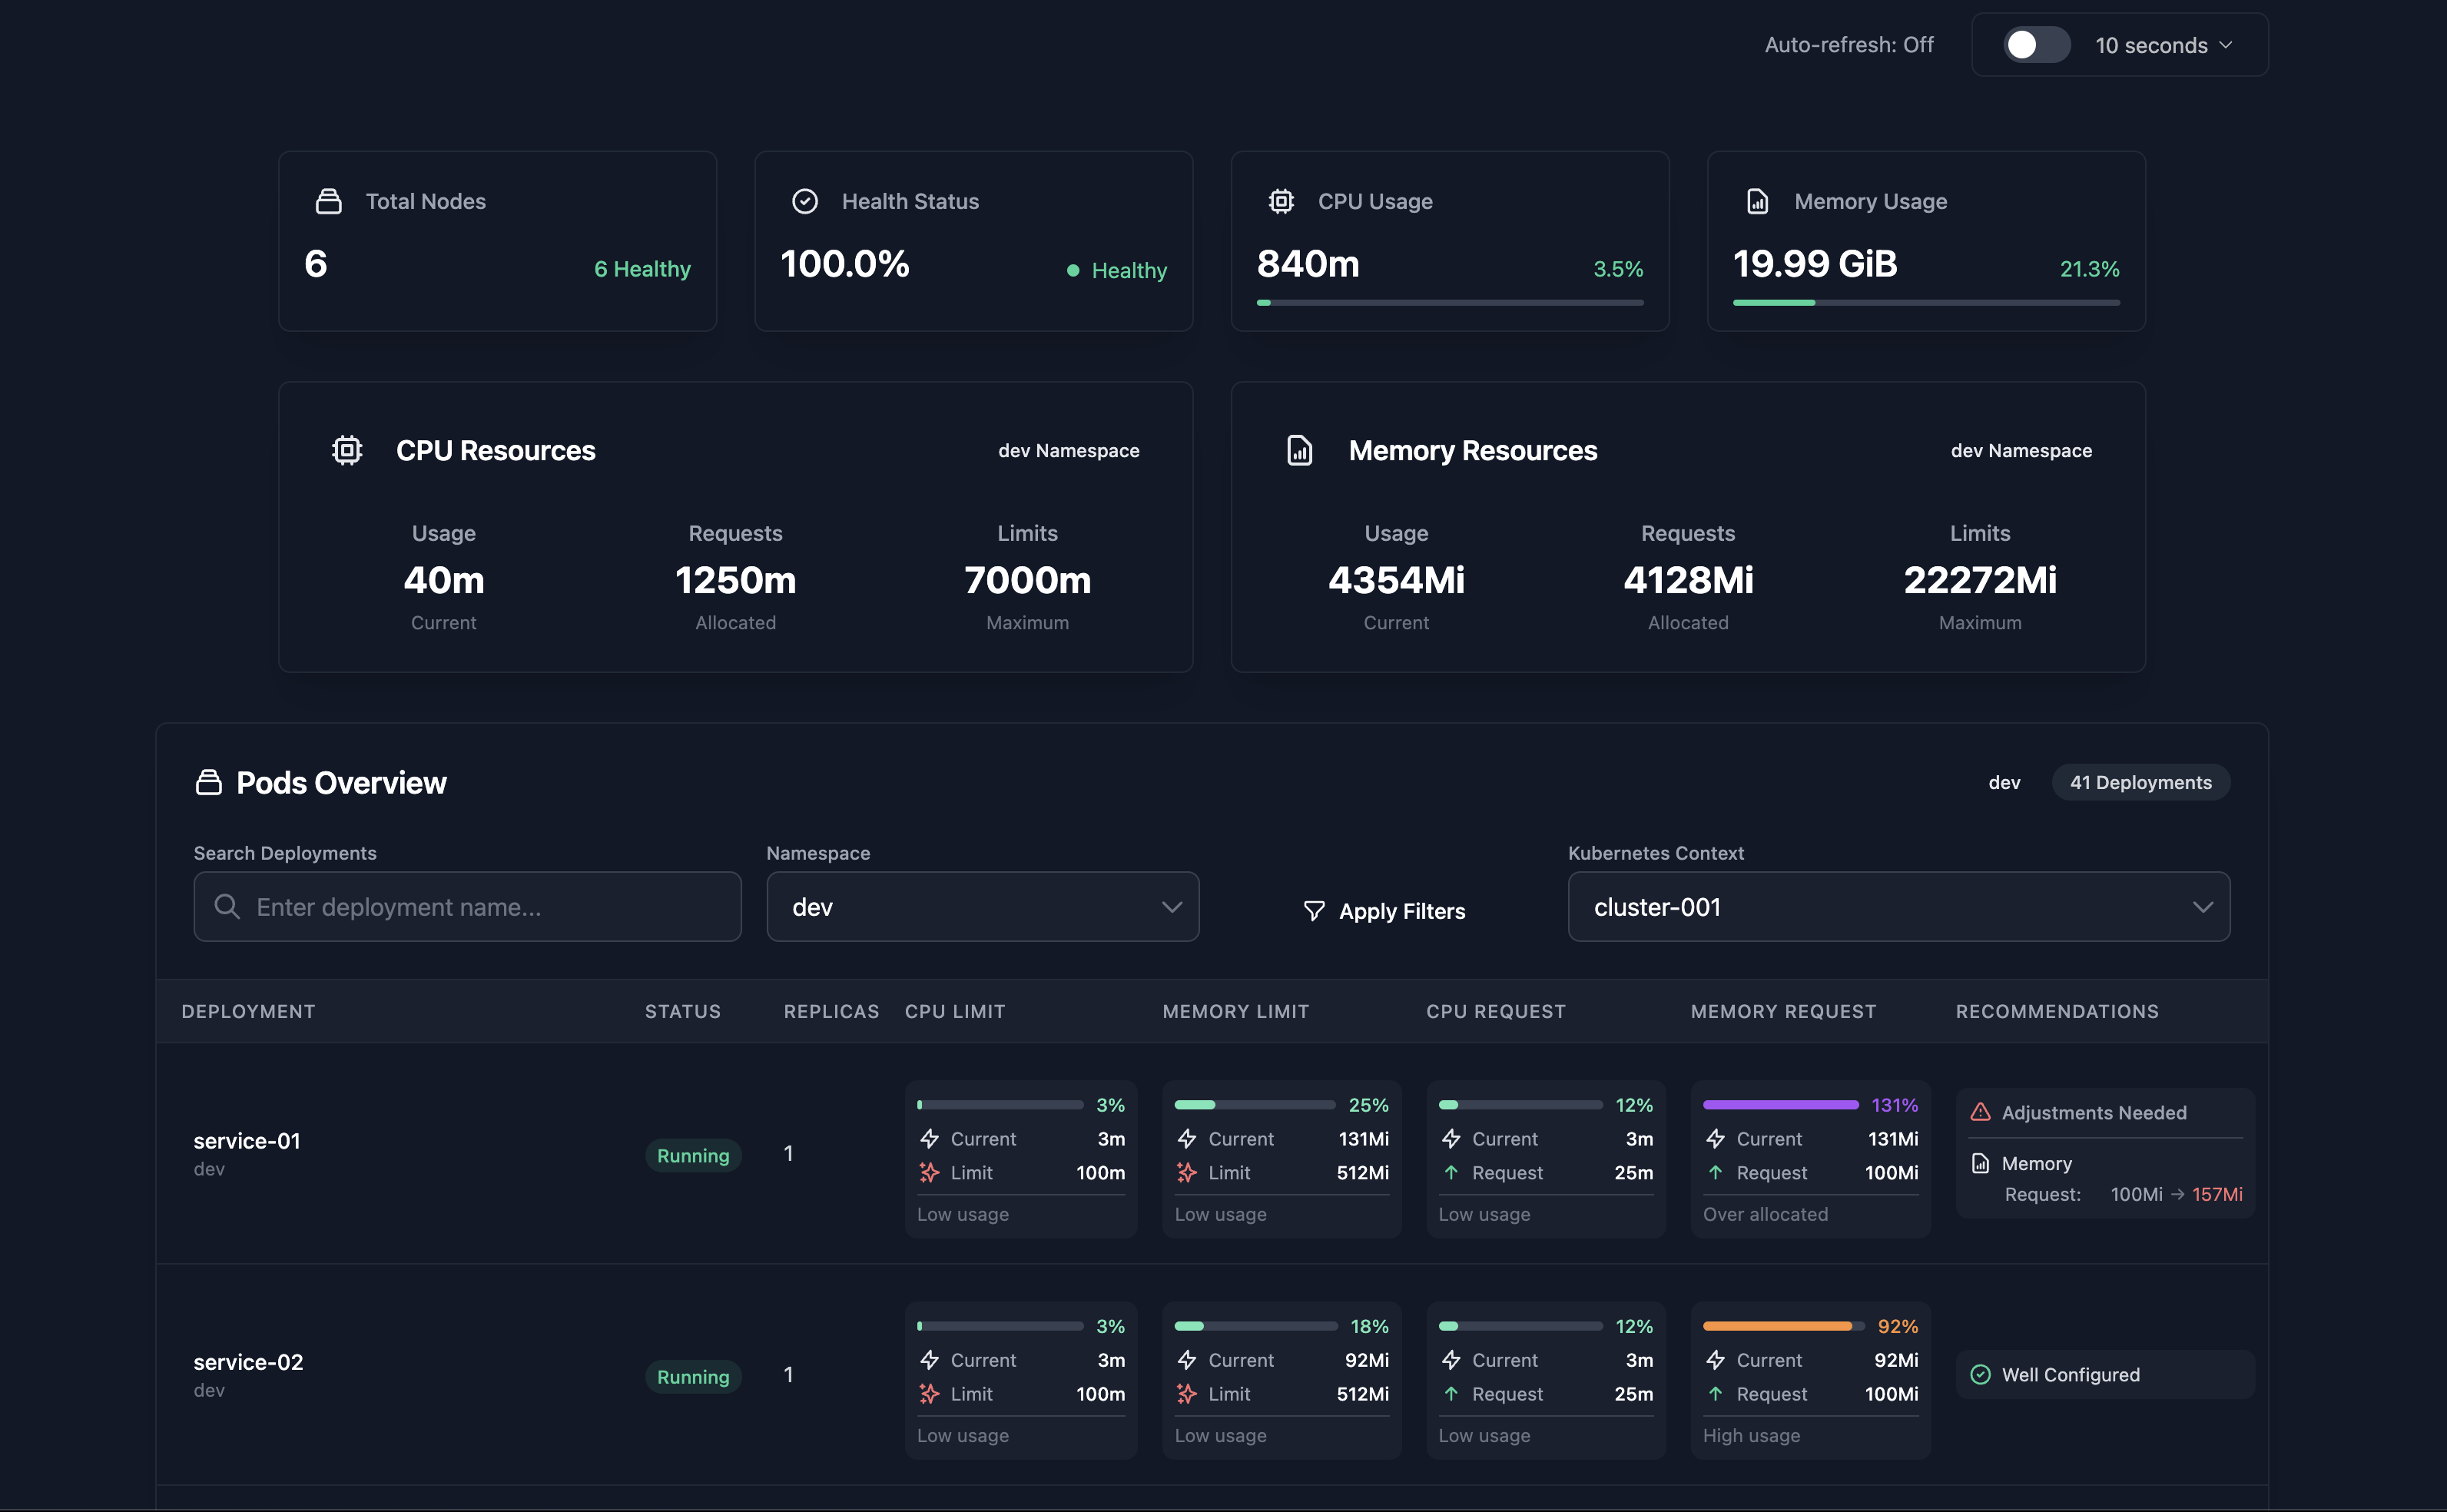 Auto-refresh: Off
10 seconds
Total Nodes
6
6 Healthy
Health Status
100.0%
Healthy
CPU Usage
840m
3.5%
Memory Usage
19.99 GiB
21.3%
CPU Resources
dev Namespace
Usage
Requests
Limits
40m
1250m
7000m
Current
Allocated
Maximum
Memory Resources
dev Namespace
Usage
Requests
Limits
4354Mi
4128Mi
22272Mi
Current
Allocated
Maximum
Pods Overview
dev
41 Deployments
Search Deployments
Enter deployment name...
Namespace
dev
Apply Filters
Kubernetes Context
cluster-001
DEPLOYMENT
STATUS
REPLICAS
CPU LIMIT
MEMORY LIMIT
CPU REQUEST
MEMORY REQUEST
RECOMMENDATIONS
service-01
dev
Running
1
3%
Current 3m
Limit 100m
Low usage
25%
Current 131Mi
Limit 512Mi
Low usage
12%
Current 3m
Request 25m
Low usage
131%
Current 131Mi
Request 100Mi
Over allocated
Adjustments Needed
Memory
Request: 100Mi → 157Mi
service-02
dev
Running
1
3%
Current 3m
Limit 100m
Low usage
18%
Current 92Mi
Limit 512Mi
Low usage
12%
Current 3m
Request 25m
Low usage
92%
Current 92Mi
Request 100Mi
High usage
Well Configured